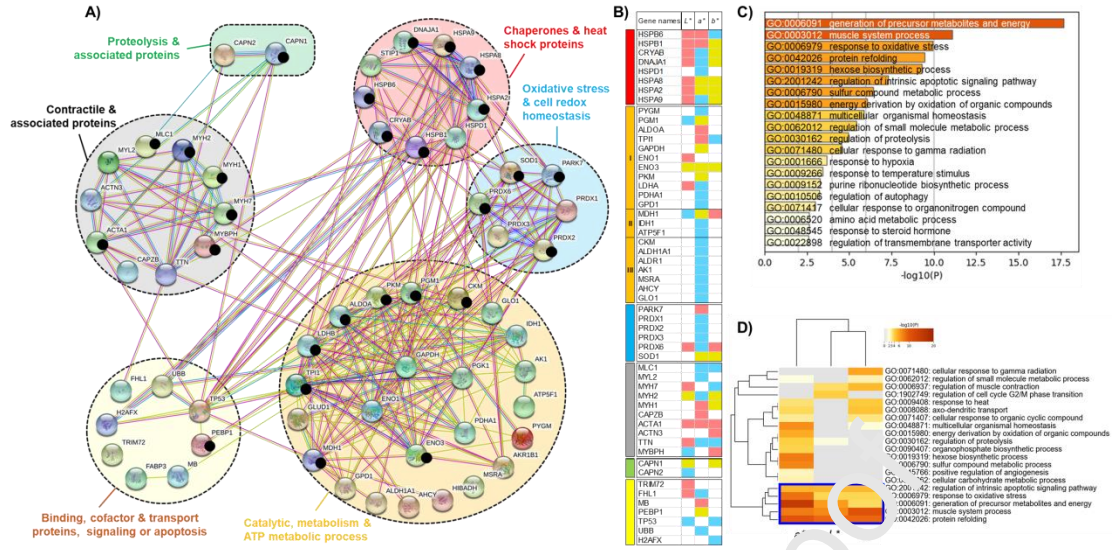 A)
Proteolysis &
associated proteins
CAPN2
CAPN1
Chaperones & heat
shock proteins
DNAJA1
HSPA9
STIP1
HSPA8
HSPB6
HSPA2
CRYAB
HSPB1
HSPD1
Oxidative stress
& cell redox
homeostasis
SOD1
PARK7
PRDX6
PRDX1
PRDX3
PRDX2
Contractile &
associated proteins
MLC1
MYH2
MYL2
MYH1
ACTN3
MYH7
ACTA1
MYBPH
CAPZB
TTN
FHL1
UBB
TP53
H2AFX
PEBP1
TRIM72
FABP3
MB
Binding, cofactor & transport
proteins, signaling or apoptosis
PKM
PGM1
CKM
GLO1
ALDOA
LDHB
IDH1
GAPDH
TPI1
PGK1
AK1
ENO1
ATP5F1
GLUD1
PDHA1
PYGM
MDH1
ENO3
AKR1B1
GPD1
MSRA
ALDH1A1
AHCY
HIBADH
Catalytic, metabolism &
ATP metabolic process
B)
Gene names L* a* b*
HSPB6
HSPB1
CRYAB
DNAJA1
HSPD1
HSPA8
HSPA2
HSPA9
PYGM
PGM1
ALDOA
TPI1
GAPDH
I
ENO1
ENO3
PKM
LDHA
PDHA1
GPD1
MDH1
II
IDH1
ATP5F1
CKM
ALDH1A1
ALDR1
III
AK1
MSRA
AHCY
GLO1
PARK7
PRDX1
PRDX2
PRDX3
PRDX6
SOD1
MLC1
MYL2
MYH7
MYH2
MYH1
CAPZB
ACTA1
ACTN3
TTN
MYBPH
CAPN1
CAPN2
TRIM72
FHL1
MB
PEBP1
TP53
UBB
H2AFX
C)
GO:0006091 generation of precursor metabolites and energy
GO:0003012 muscle system process
GO:0006979 response to oxidative stress
GO:0042026 protein refolding
GO:0019319 hexose biosynthetic process
GO:2001242 regulation of intrinsic apoptotic signaling pathway
GO:0006790 sulfur compound metabolic process
GO:0015980 energy derivation by oxidation of organic compounds
GO:0048871 multicellular organismal homeostasis
GO:0062012 regulation of small molecule metabolic process
GO:0030162 regulation of proteolysis
GO:0071480 cellular response to gamma radiation
GO:0001666 response to hypoxia
GO:0009266 response to temperature stimulus
GO:0009152 purine ribonucleotide biosynthetic process
GO:0010506 regulation of autophagy
GO:0071417 cellular response to organonitrogen compound
GO:0006520 amino acid metabolic process
GO:0048545 response to steroid hormone
GO:0022898 regulation of transmembrane transporter activity
0.0 2.5 5.0 7.5 10.0 12.5 15.0 17.5
-log10(P)
D)
-log10(P)
GO:0071480: cellular response to gamma radiation
GO:0062012: regulation of small molecule metabolic process
GO:0006937: regulation of muscle contraction
GO:1902749: regulation of cell cycle G2/M phase transition
GO:0009408: response to heat
GO:0008088: axo-dendritic transport
GO:0071407: cellular response to organic cyclic compound
GO:0048871: multicellular organismal homeostasis
GO:0015980: energy derivation by oxidation of organic compounds
GO:0030162: regulation of proteolysis
GO:0090407: organophosphate biosynthetic process
GO:0019319: hexose biosynthetic process
0006790: sulfur compound metabolic process
5766: positive regulation of angiogenesis
62: cellular carbohydrate metabolic process
42: regulation of intrinsic apoptotic signaling pathway
GO:0006979: response to oxidative stress
0006091: generation of precursor metabolites and energy
0003012: muscle system process
GO:0042026: protein refolding